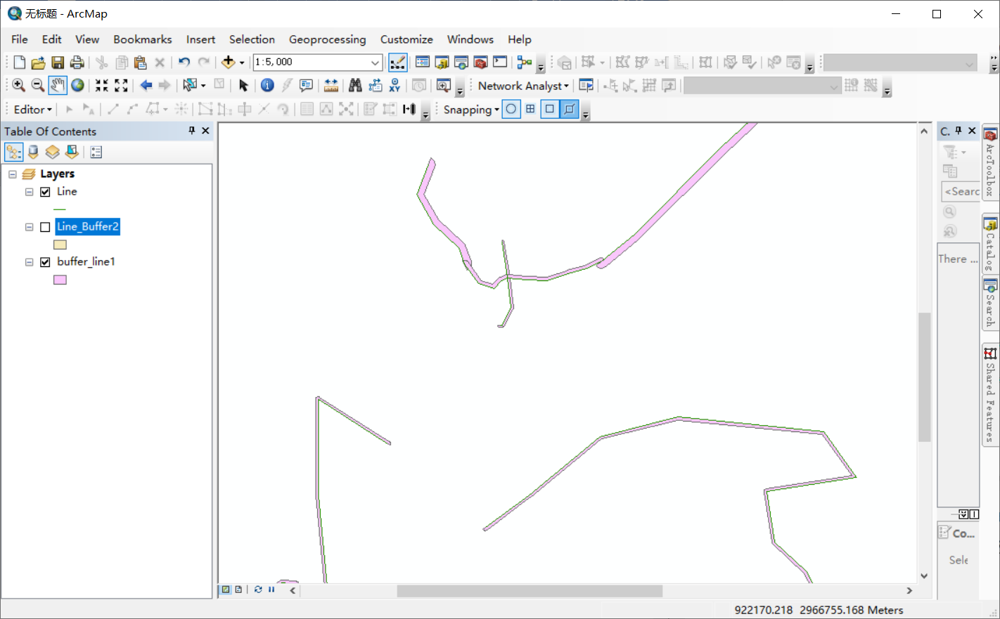 无标题 - ArcMap
File Edit View Bookmarks Insert Selection Geoprocessing Customize Windows Help
1:5,000
Network Analyst
Editor
Snapping
Table Of Contents
Layers
Line
Line_Buffer2
buffer_line1
C.
<Searc
There ...
Co...
Sele
ArcToolbox
Catalog
Search
Shared Features
922170.218 2966755.168 Meters